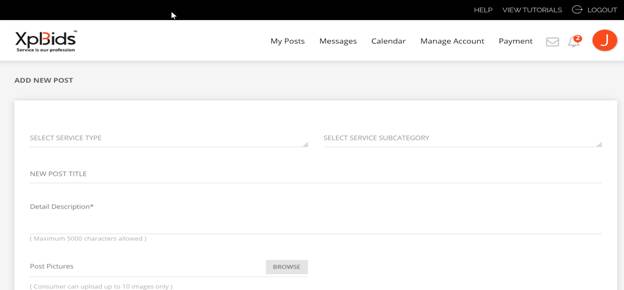 HELP VIEW TUTORIALS LOGOUT
XpBids™
Service is our profession
My Posts Messages Calendar Manage Account Payment 2 J
ADD NEW POST
SELECT SERVICE TYPE SELECT SERVICE SUBCATEGORY
NEW POST TITLE
Detail Description*
( Maximum 5000 characters allowed )
Post Pictures BROWSE
( Consumer can upload up to 10 images only )